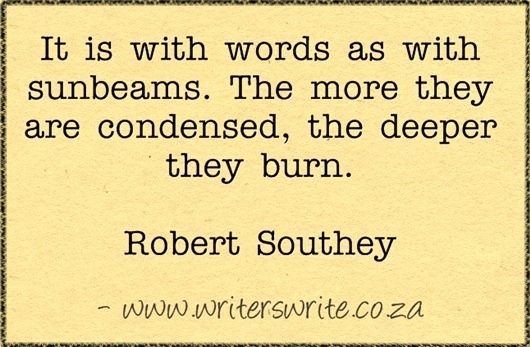 It is with words as with
sunbeams. The more they
are condensed, the deeper
they burn.
Robert Southey
- www.writerswrite.co.za